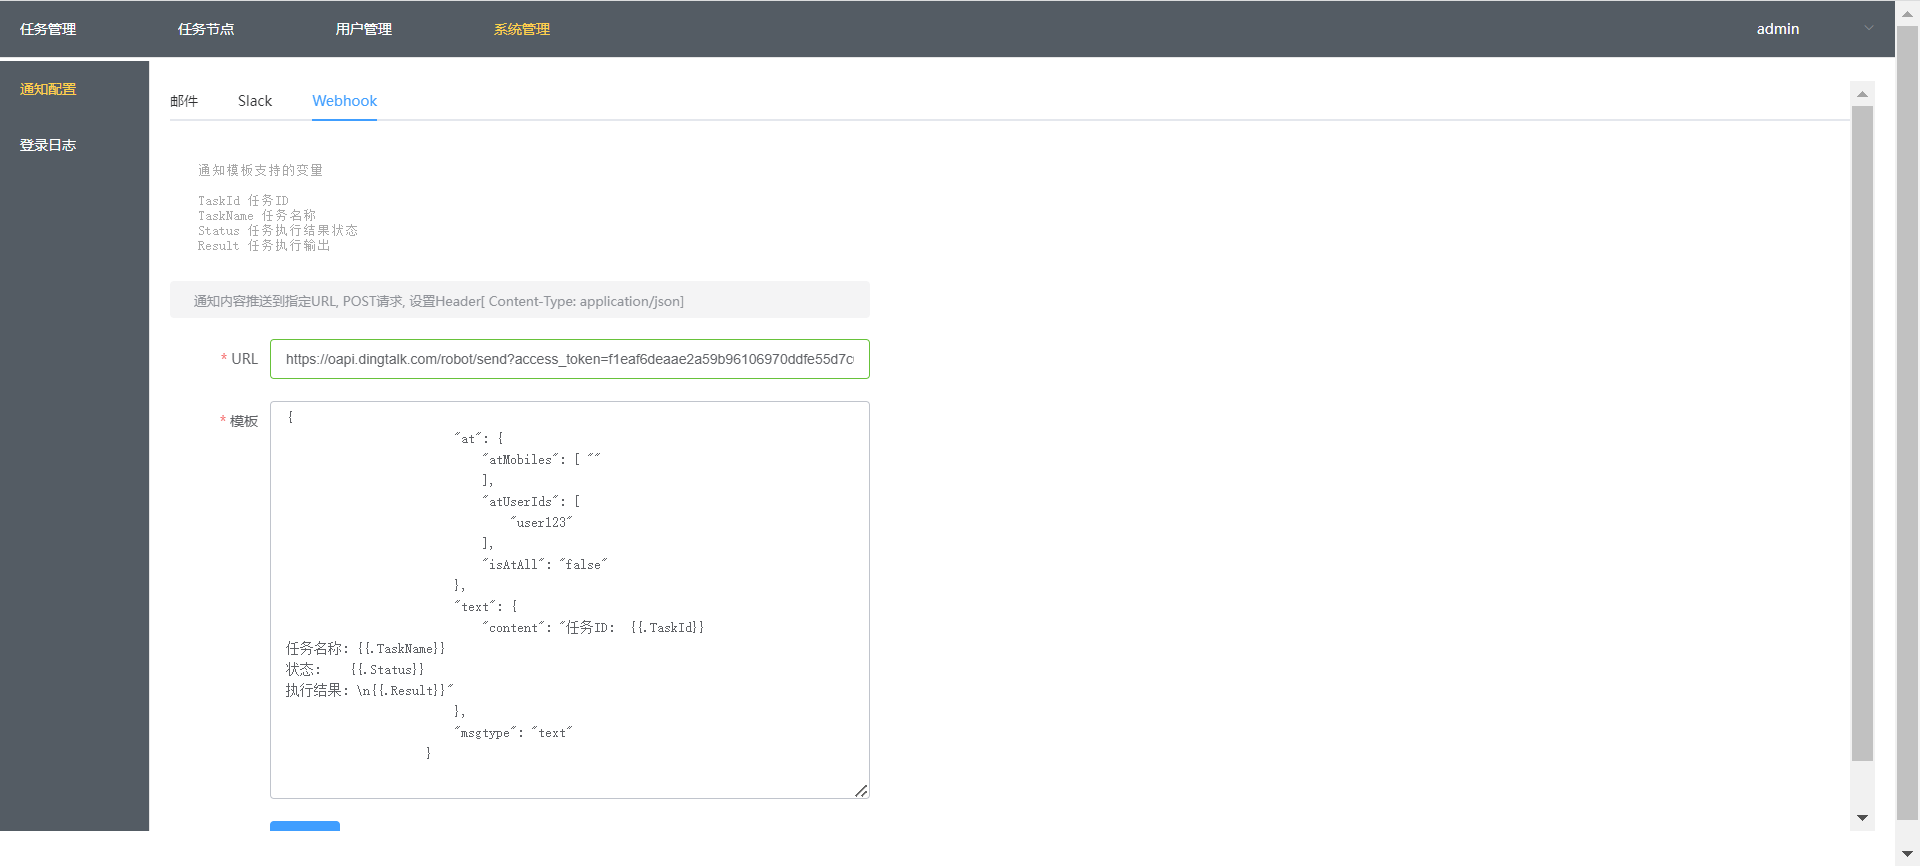 任务管理 任务节点 用户管理 系统管理 admin
通知配置
登录日志
邮件 Slack Webhook
通知模板支持的变量
TaskId 任务ID
TaskName 任务名称
Status 任务执行结果状态
Result 任务执行输出
通知内容推送到指定URL, POST请求, 设置Header[ Content-Type: application/json]
* URL https://oapi.dingtalk.com/robot/send?access_token=f1eaf6deaae2a59b96106970ddfe55d7c
* 模板
{
"at": {
"atMobiles": [ ""
],
"atUserIds": [
"user123"
],
"isAtAll": "false"
},
"text": {
"content": "任务ID: {{.TaskId}}
任务名称: {{.TaskName}}
状态: {{.Status}}
执行结果: \n{{.Result}}"
},
"msgtype": "text"
}